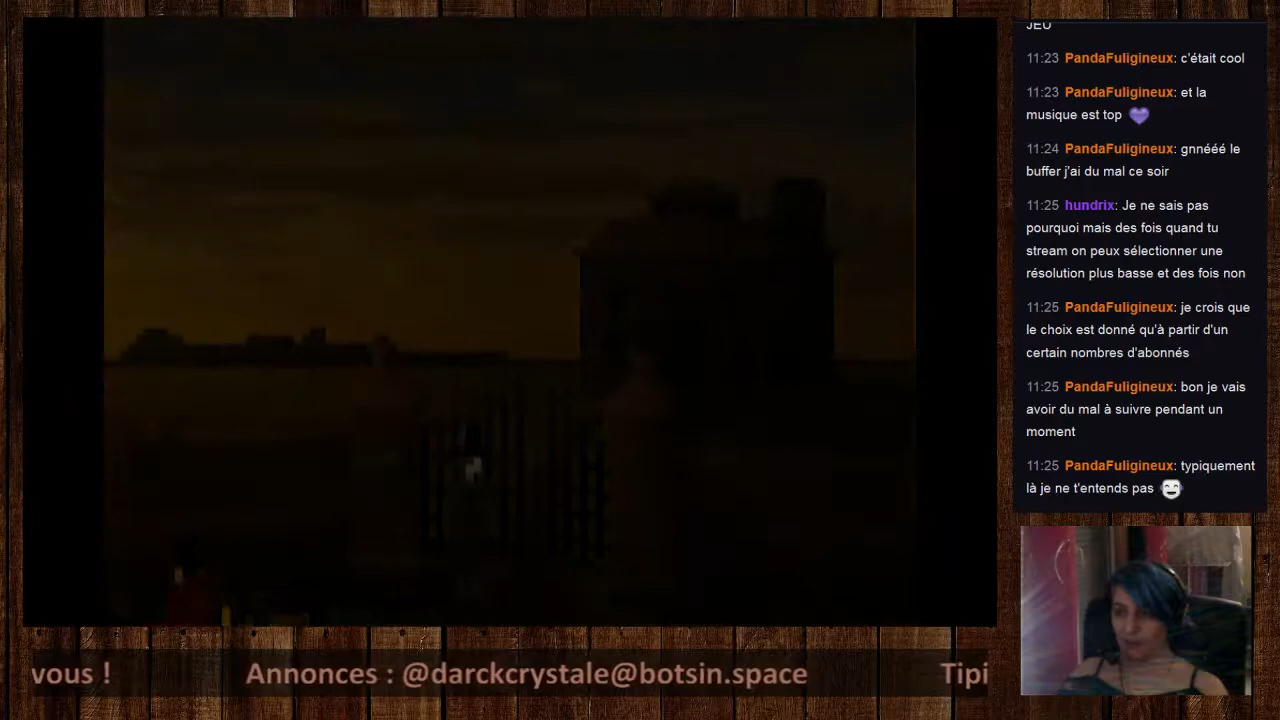 JEU
11:23 PandaFuligineux: c'était cool
11:23 PandaFuligineux: et la
musique est top
11:24 PandaFuligineux: gnnééé le
buffer j'ai du mal ce soir
11:25 hundrix: Je ne sais pas
pourquoi mais des fois quand tu
stream on peux sélectionner une
résolution plus basse et des fois non
11:25 PandaFuligineux: je crois que
le choix est donné qu'à partir d'un
certain nombres d'abonnés
11:25 PandaFuligineux: bon je vais
avoir du mal à suivre pendant un
moment
11:25 PandaFuligineux: typiquement
là je ne t'entends pas
vous ! Annonces : @darckcrystale@botsin.space Tipi